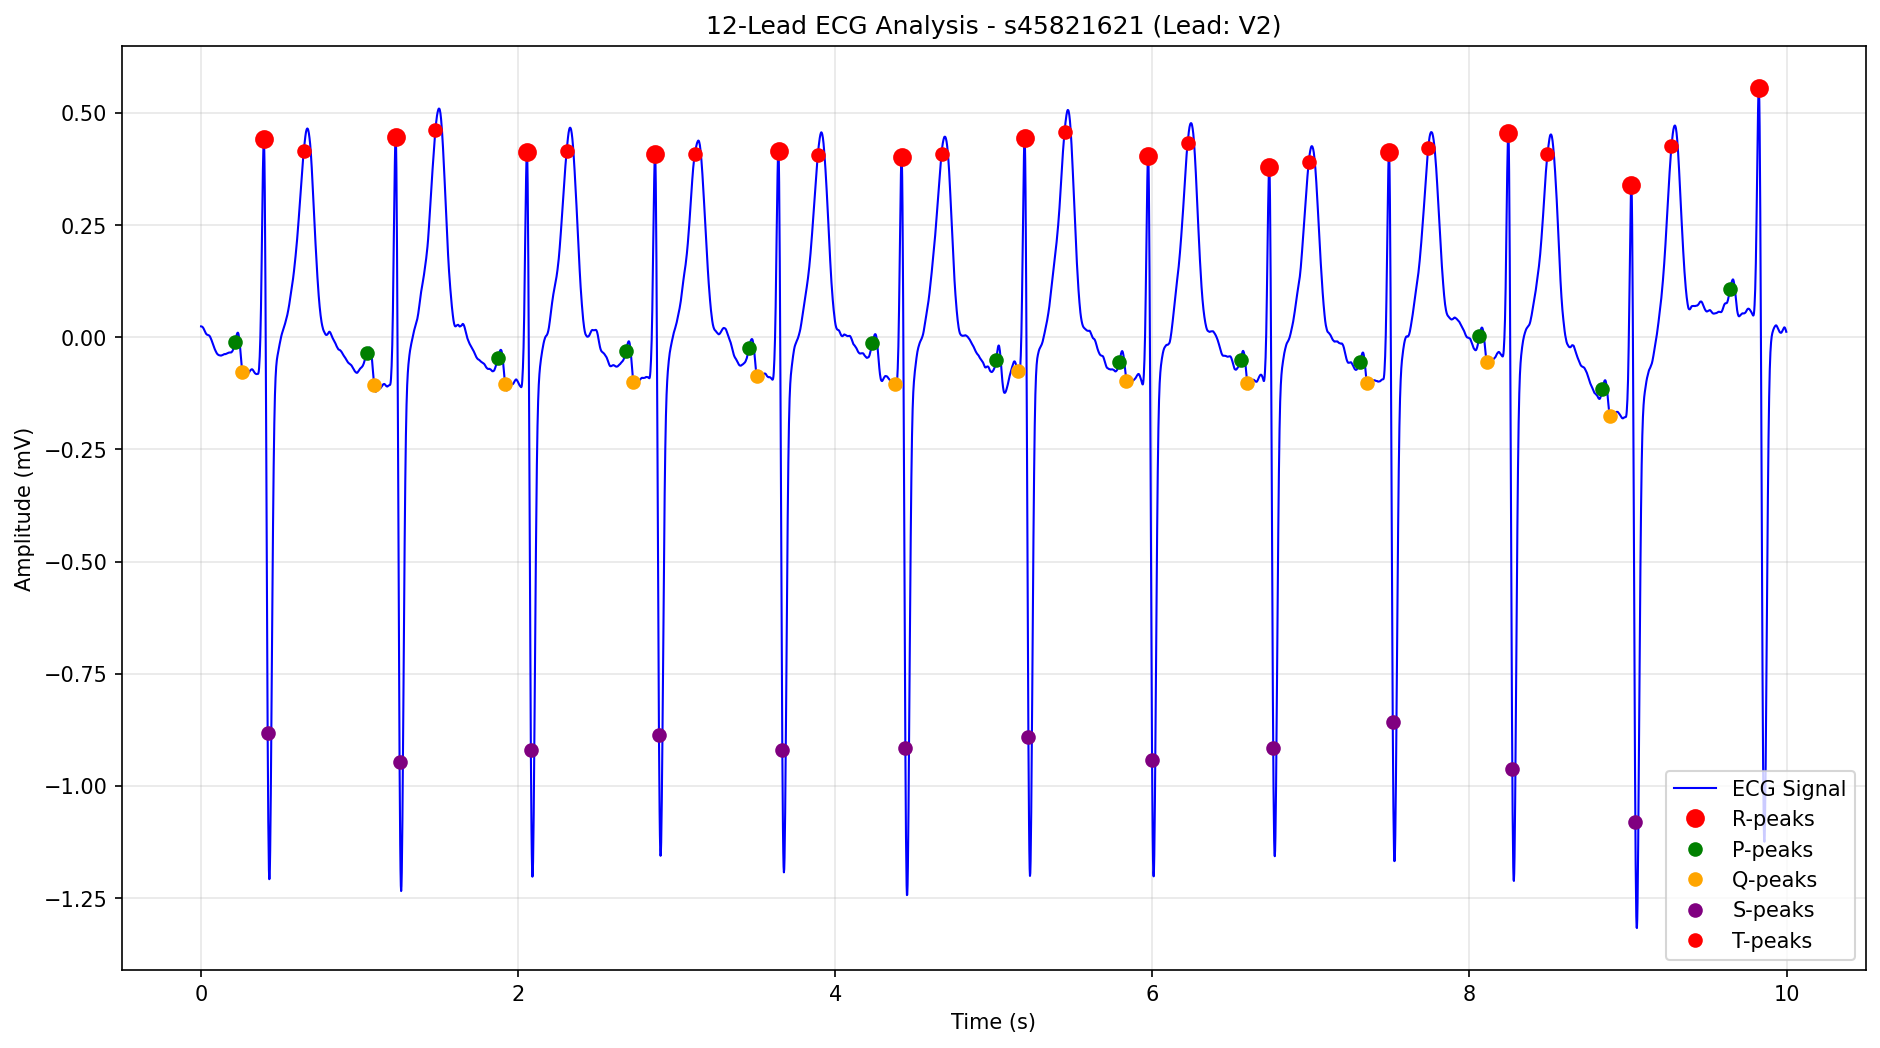 12-Lead ECG Analysis - s45821621 (Lead: V2)
Amplitude (mV)
0.50
0.25
0.00
−0.25
−0.50
−0.75
−1.00
−1.25
ECG Signal
R-peaks
P-peaks
Q-peaks
S-peaks
T-peaks
0 2 4 6 8 10
Time (s)